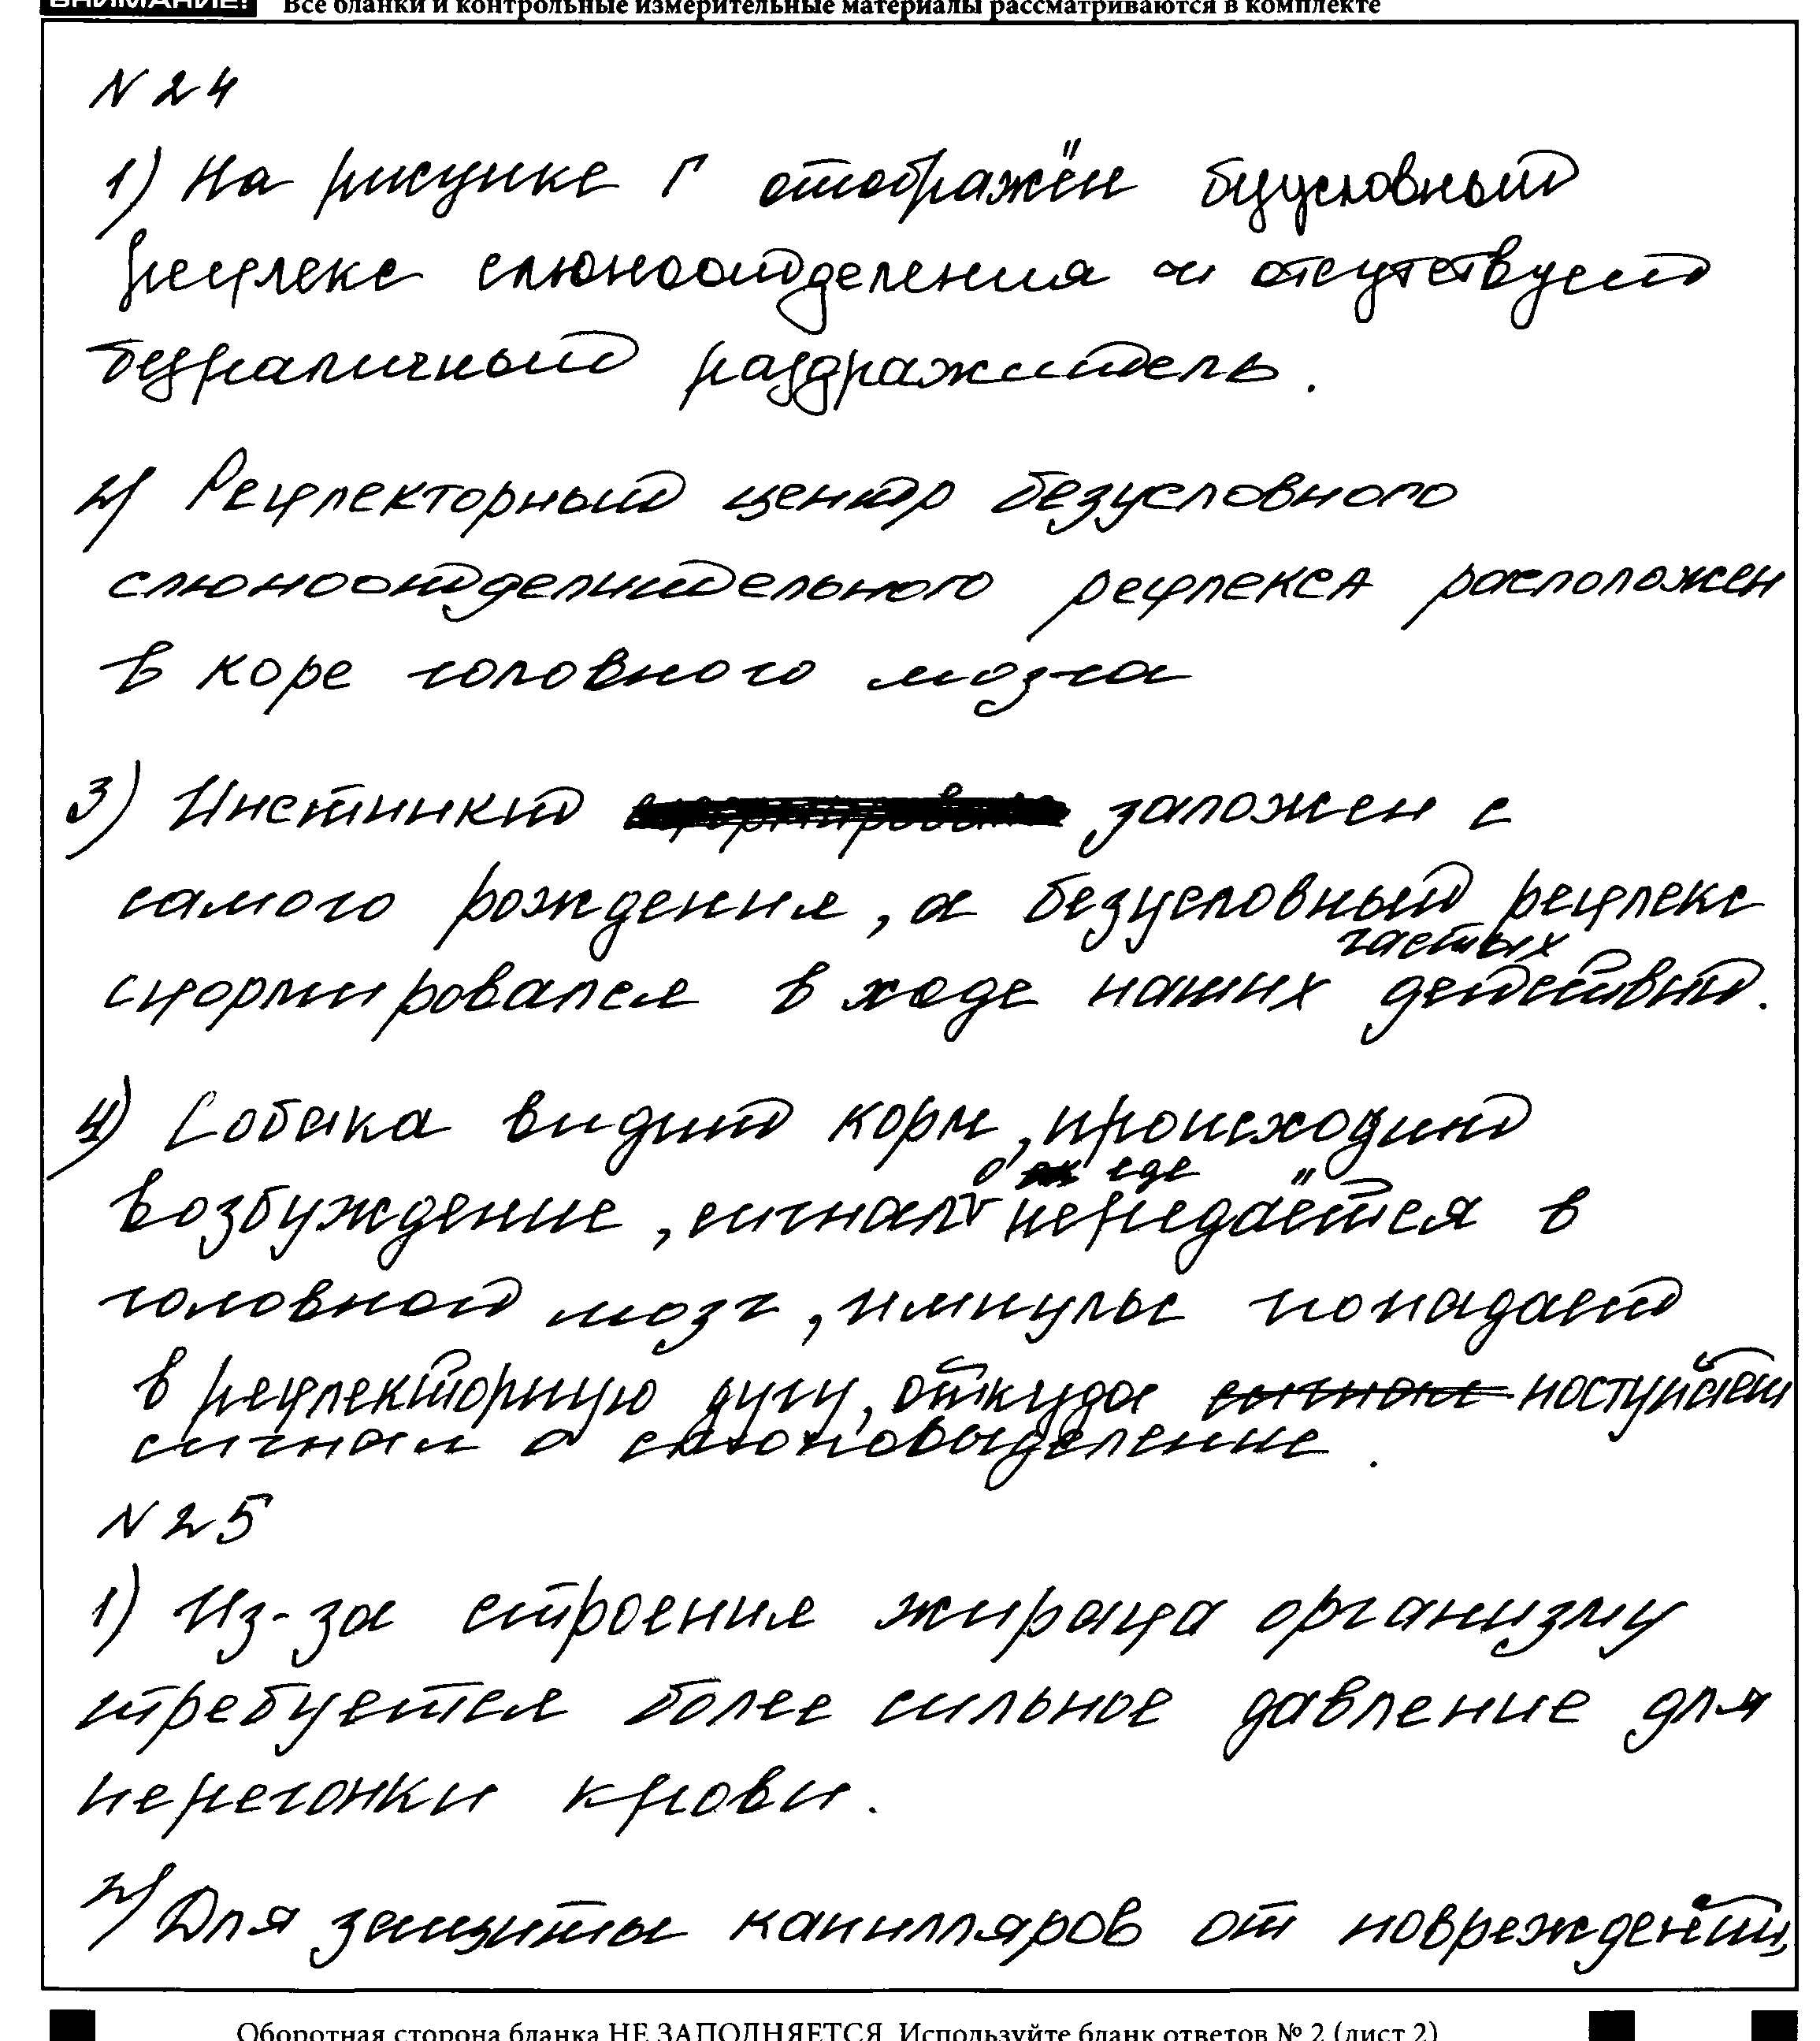 ВНИМАНИЕ! Все бланки и контрольные измерительные материалы рассматриваются в комплекте
N 24
1) На рисунке Г отображён безусловный
рефлекс слюноотделения и отсутствует
безразличный раздражитель.
2) Рефлекторный центр безусловного
слюноотделительного рефлекса расположен
в коре головного мозга
3) Инстинкт заложен с
самого рождения, а безусловный рефлекс
частых
сформировался в ходе наших действий.
4) Собака видит корм, происходит
о еде
возбуждение, сигнал передаётся в
головной мозг, импульс попадает
в рефлекторную дугу, откуда сигнал поступает
сигнал о слюновыделение.
N 25
1) Из-за строения жирафа организму
требуется более сильное давление для
перегонки крови.
2) Для защиты капилляров от повреждений,
Оборотная сторона бланка НЕ ЗАПОЛНЯЕТСЯ. Используйте бланк ответов № 2 (лист 2)